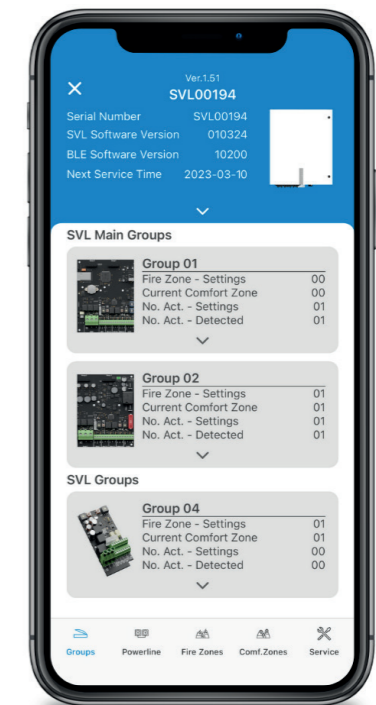 Ver.1.51
SVL00194
Serial Number SVL00194
SVL Software Version 010324
BLE Software Version 10200
Next Service Time 2023-03-10
SVL Main Groups
Group 01
Fire Zone - Settings 00
Current Comfort Zone 00
No. Act. - Settings 01
No. Act. - Detected 01
Group 02
Fire Zone - Settings 01
Current Comfort Zone 01
No. Act. - Settings 01
No. Act. - Detected 01
SVL Groups
Group 04
Fire Zone - Settings 01
Current Comfort Zone 01
No. Act. - Settings 00
No. Act. - Detected 00
Groups Powerline Fire Zones Comf.Zones Service